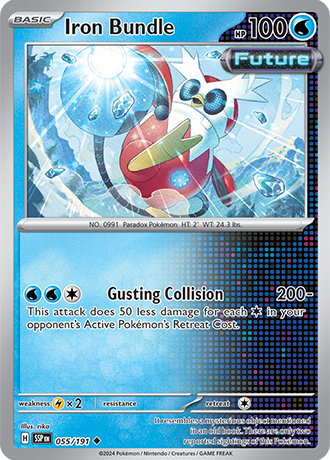 BASIC
Iron Bundle
HP 100
Future
NO. 0991 Paradox Pokémon HT: 2' WT: 24.3 lbs.
Gusting Collision 200-
This attack does 50 less damage for each in your
opponent's Active Pokémon's Retreat Cost.
weakness ×2 resistance retreat
Illus. riko
It resembles a mysterious object mentioned
in an old book. There are only two
reported sightings of this Pokémon.
H SSP EN 055/191
©2024 Pokémon / Nintendo / Creatures / GAME FREAK